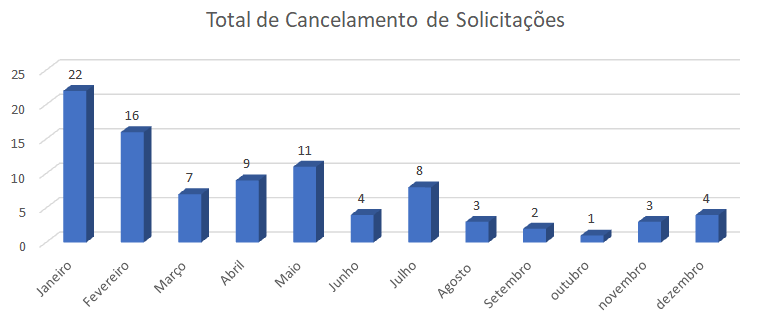 Total de Cancelamento de Solicitações
25
20
15
10
5
0
22
16
7
9
11
4
8
3
2
1
3
4
Janeiro
Fevereiro
Março
Abril
Maio
Junho
Julho
Agosto
Setembro
outubro
novembro
dezembro